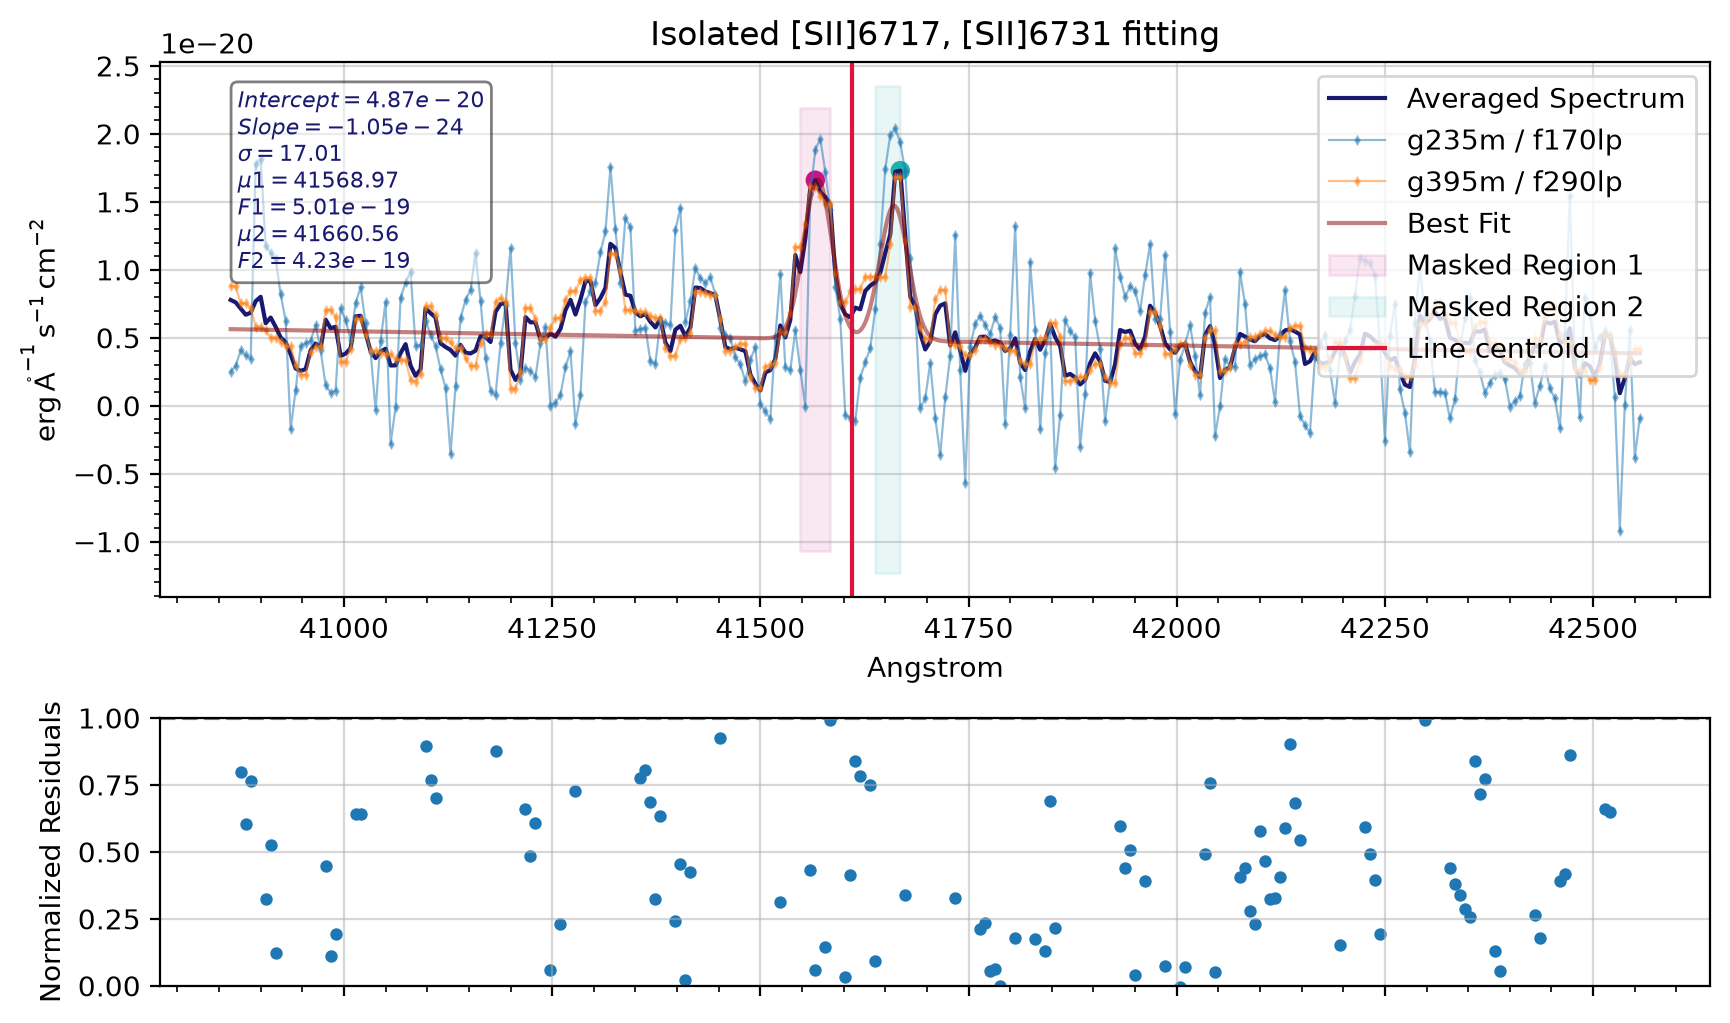 Isolated [SII]6717, [SII]6731 fitting
1e−20
2.5
2.0
1.5
1.0
0.5
0.0
−0.5
−1.0
erg Å⁻¹ s⁻¹ cm⁻²
Intercept = 4.87e − 20
Slope = −1.05e − 24
σ = 17.01
μ1 = 41568.97
F1 = 5.01e − 19
μ2 = 41660.56
F2 = 4.23e − 19
Averaged Spectrum
g235m / f170lp
g395m / f290lp
Best Fit
Masked Region 1
Masked Region 2
Line centroid
41000 41250 41500 41750 42000 42250 42500
Angstrom
1.00
0.75
0.50
0.25
0.00
Normalized Residuals